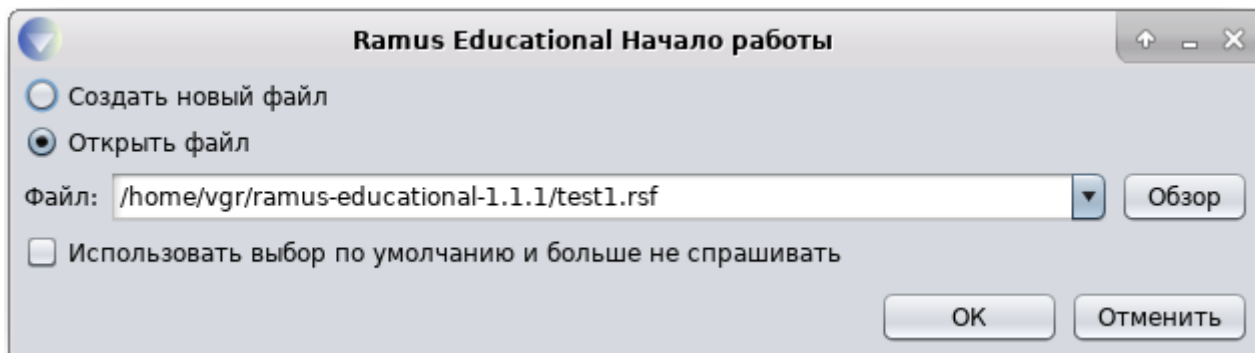 Ramus Educational Начало работы
Создать новый файл
Открыть файл
Файл: /home/vgr/ramus-educational-1.1.1/test1.rsf Обзор
Использовать выбор по умолчанию и больше не спрашивать
OK Отменить